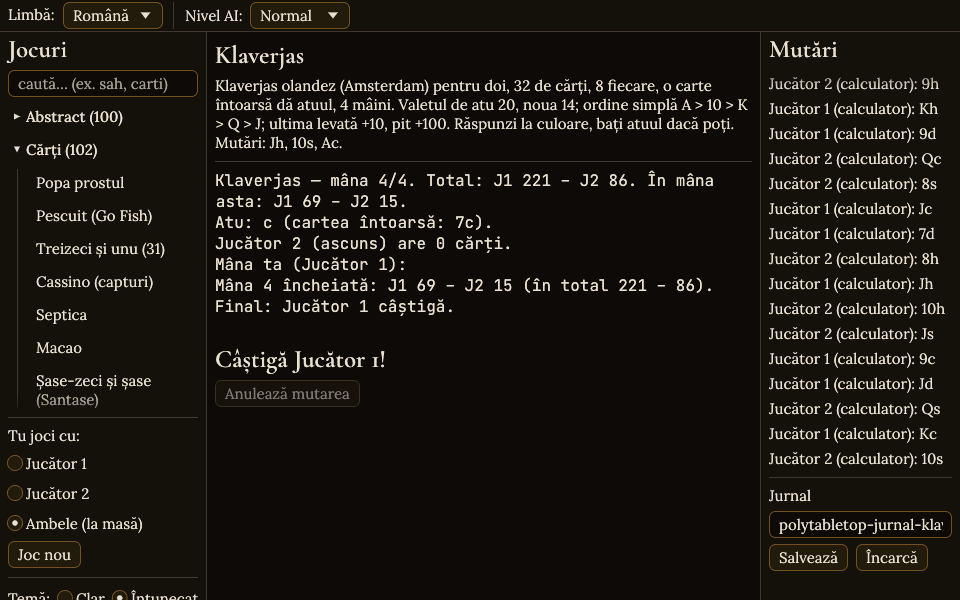 Limbă: Română ▼ Nivel AI: Normal ▼
Jocuri
caută... (ex. sah, carti)
▸ Abstract (100)
▾ Cărți (102)
Popa prostul
Pescuit (Go Fish)
Treizeci și unu (31)
Cassino (capturi)
Septica
Macao
Șase-zeci și șase
(Santase)
Tu joci cu:
Jucător 1
Jucător 2
Ambele (la masă)
Joc nou
Temă: Clar Întunecat
Klaverjas
Klaverjas olandez (Amsterdam) pentru doi, 32 de cărți, 8 fiecare, o carte
întoarsă dă atuul, 4 mâini. Valetul de atu 20, noua 14; ordine simplă A > 10 > K
> Q > J; ultima levată +10, pit +100. Răspunzi la culoare, bați atuul dacă poți.
Mutări: Jh, 10s, Ac.
Klaverjas — mâna 4/4. Total: J1 221 – J2 86. În mâna
asta: J1 69 – J2 15.
Atu: c (cartea întoarsă: 7c).
Jucător 2 (ascuns) are 0 cărți.
Mâna ta (Jucător 1):
Mâna 4 încheiată: J1 69 – J2 15 (în total 221 – 86).
Final: Jucător 1 câștigă.
Câștigă Jucător 1!
Anulează mutarea
Mutări
Jucător 2 (calculator): 9h
Jucător 1 (calculator): Kh
Jucător 1 (calculator): 9d
Jucător 2 (calculator): Qc
Jucător 2 (calculator): 8s
Jucător 1 (calculator): Jc
Jucător 1 (calculator): 7d
Jucător 2 (calculator): 8h
Jucător 1 (calculator): Jh
Jucător 2 (calculator): 10h
Jucător 2 (calculator): Js
Jucător 1 (calculator): 9c
Jucător 1 (calculator): Jd
Jucător 2 (calculator): Qs
Jucător 1 (calculator): Kc
Jucător 2 (calculator): 10s
Jurnal
polytabletop-jurnal-klav
Salvează Încarcă